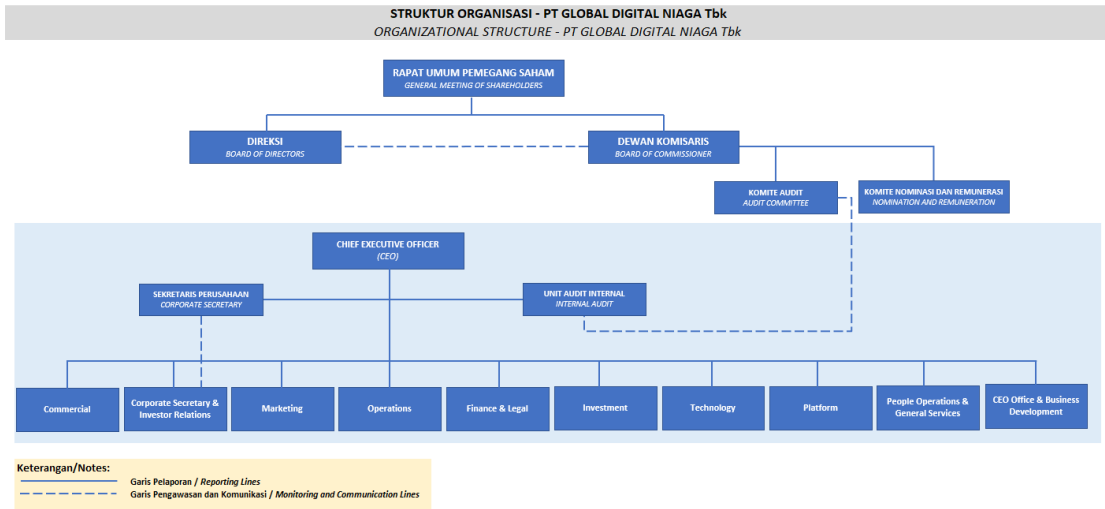 STRUKTUR ORGANISASI - PT GLOBAL DIGITAL NIAGA Tbk
ORGANIZATIONAL STRUCTURE - PT GLOBAL DIGITAL NIAGA Tbk
RAPAT UMUM PEMEGANG SAHAM
GENERAL MEETING OF SHAREHOLDERS
DIREKSI
BOARD OF DIRECTORS
DEWAN KOMISARIS
BOARD OF COMMISSIONER
KOMITE AUDIT
AUDIT COMMITTEE
KOMITE NOMINASI DAN REMUNERASI
NOMINATION AND REMUNERATION
CHIEF EXECUTIVE OFFICER
(CEO)
SEKRETARIS PERUSAHAAN
CORPORATE SECRETARY
UNIT AUDIT INTERNAL
INTERNAL AUDIT
Commercial
Corporate Secretary &
Investor Relations
Marketing
Operations
Finance & Legal
Investment
Technology
Platform
People Operations &
General Services
CEO Office & Business
Development
Keterangan/Notes:
Garis Pelaporan / Reporting Lines
Garis Pengawasan dan Komunikasi / Monitoring and Communication Lines